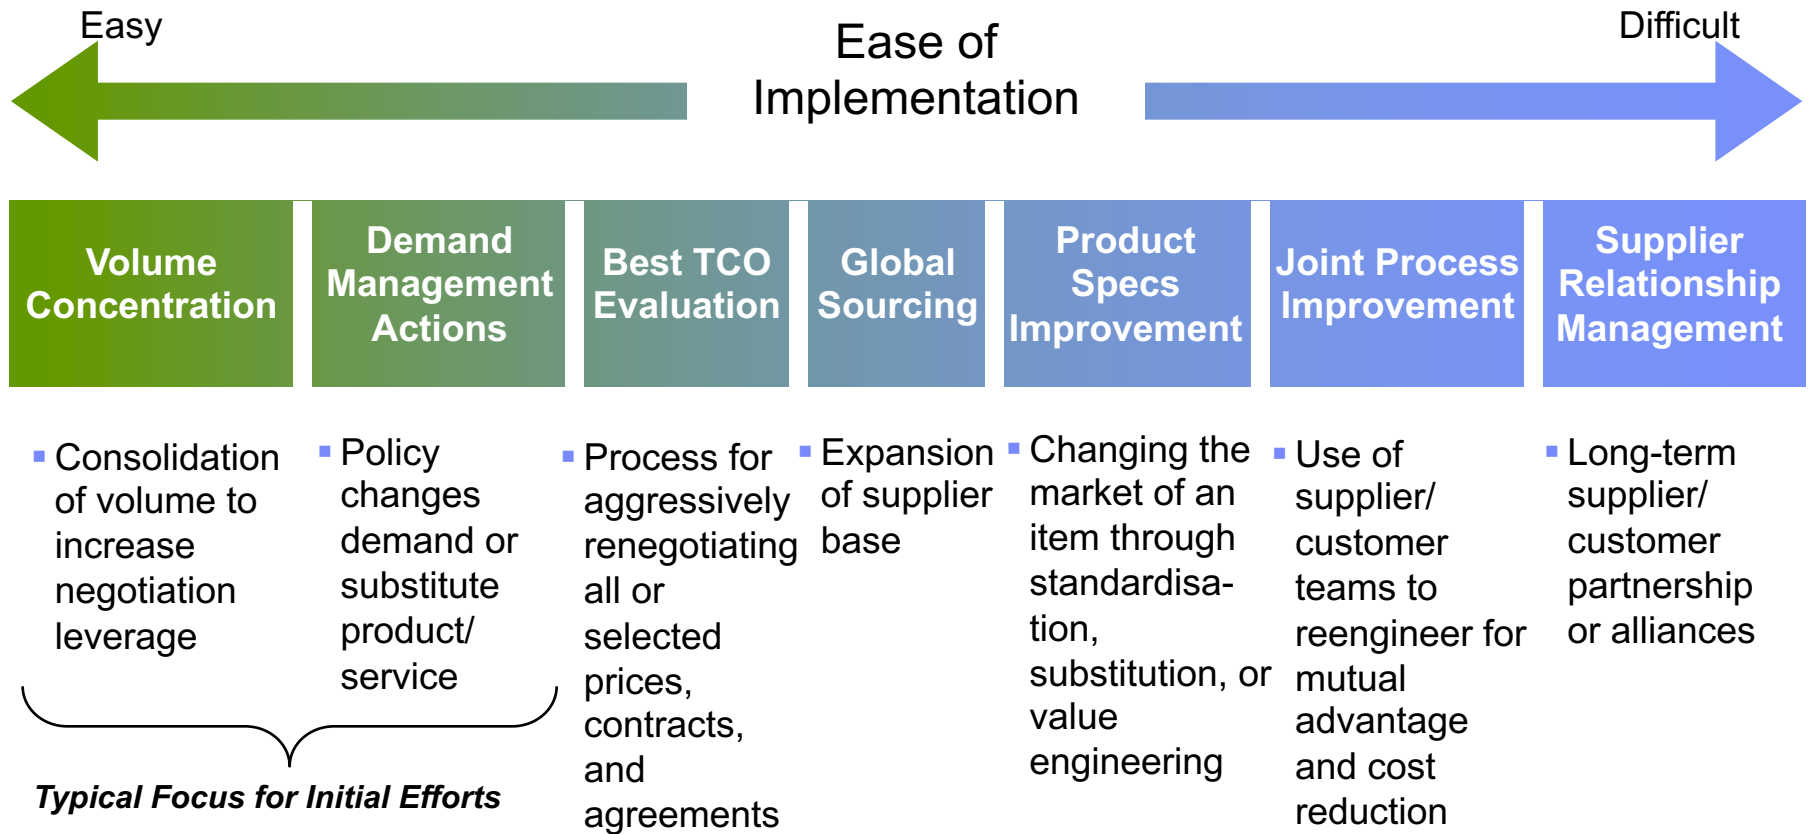 Easy
Ease of
Implementation
Difficult
Volume
Concentration
Demand
Management
Actions
Best TCO
Evaluation
Global
Sourcing
Product
Specs
Improvement
Joint Process
Improvement
Supplier
Relationship
Management
Consolidation
of volume to
increase
negotiation
leverage
Policy
changes
demand or
substitute
product/
service
Process for
aggressively
renegotiating
all or
selected
prices,
contracts,
and
agreements
Expansion
of supplier
base
Changing the
market of an
item through
standardisa-
tion,
substitution, or
value
engineering
Use of
supplier/
customer
teams to
reengineer for
mutual
advantage
and cost
reduction
Long-term
supplier/
customer
partnership
or alliances
Typical Focus for Initial Efforts